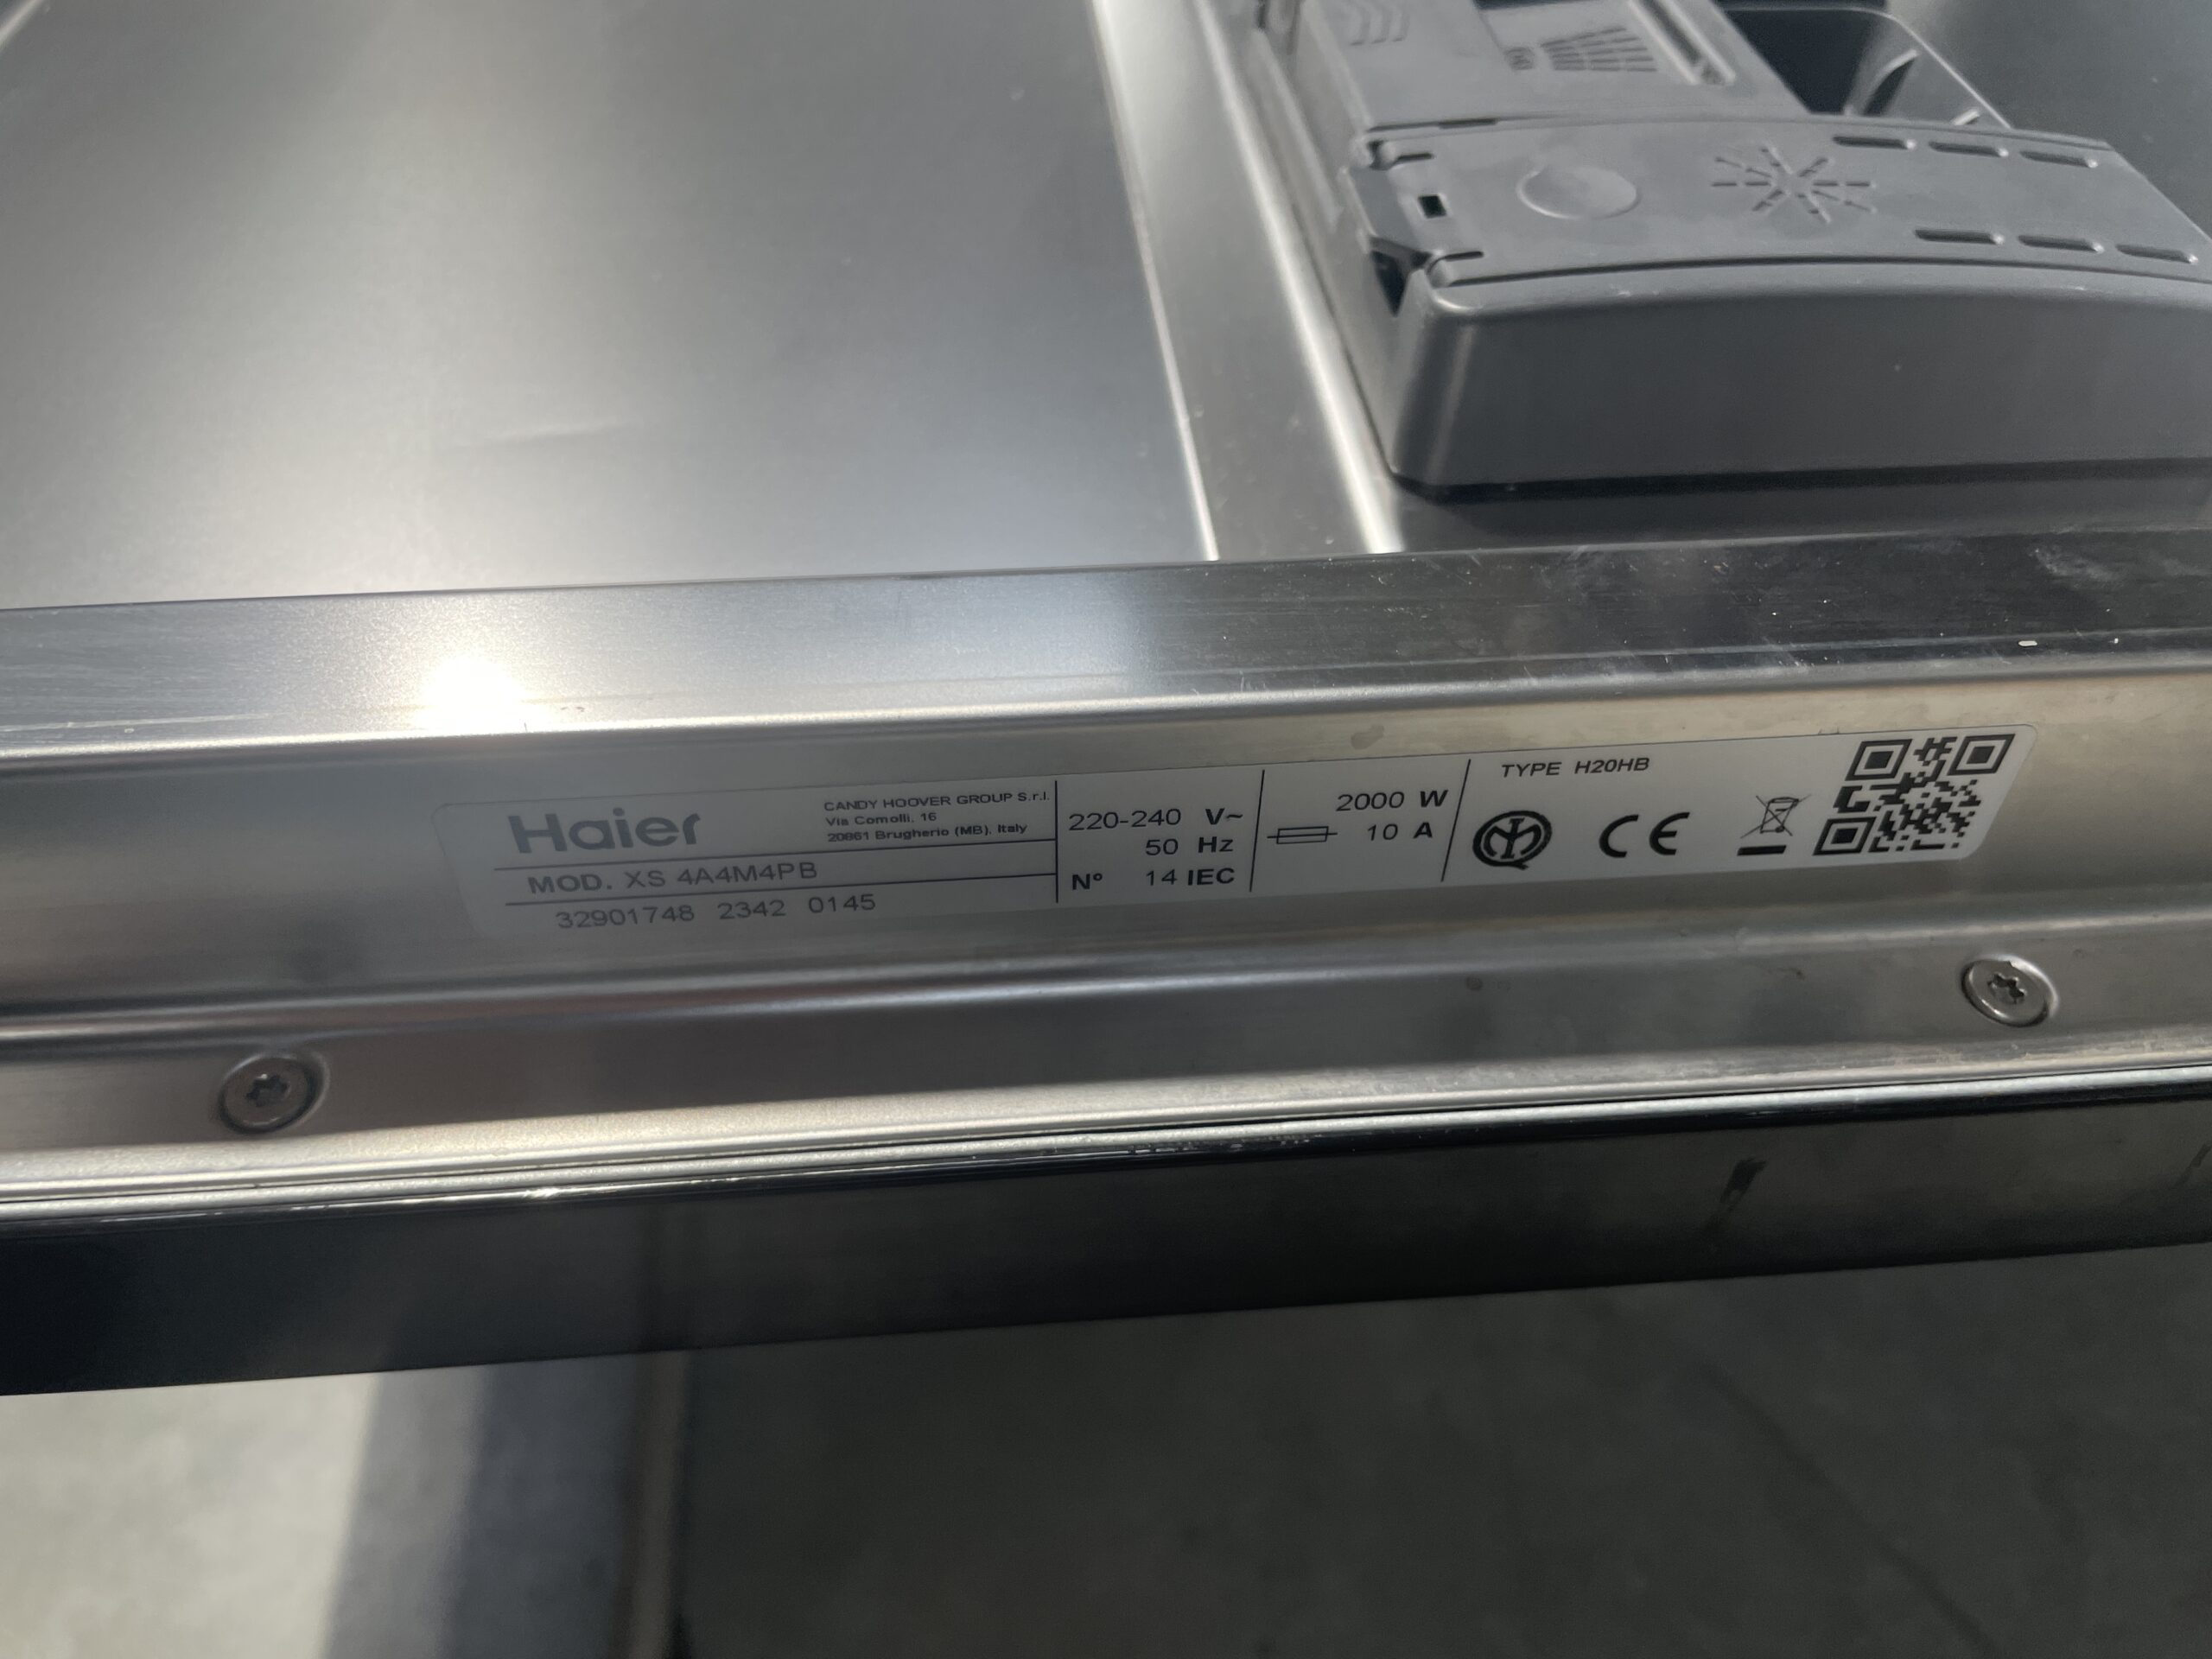 Haier
CANDY HOOVER GROUP S.r.l.
Via Comolli, 16
20861 Brugherio (MB), Italy
MOD. XS 4A4M4PB
32901748 2342 0145
220-240 V~
50 Hz
Nº 14 IEC
2000 W
10 A
TYPE H20HB
CE